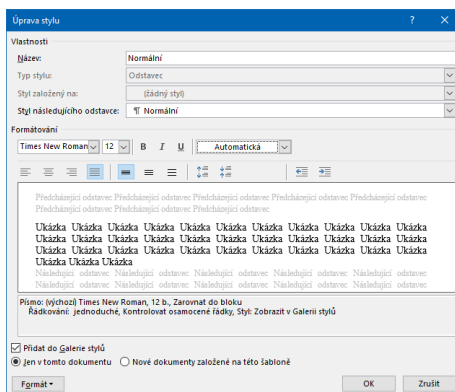 Úprava stylu ? ×
Vlastnosti
Název: Normální
Typ stylu: Odstavec
Styl založený na: (žádný styl)
Styl následujícího odstavce: ¶ Normální
Formátování
Times New Roman 12 B I U Automatická
Předcházející odstavec Předcházející odstavec Předcházející odstavec Předcházející odstavec Předcházející odstavec
Předcházející odstavec Předcházející odstavec Předcházející odstavec
Ukázka Ukázka Ukázka Ukázka Ukázka Ukázka Ukázka Ukázka Ukázka Ukázka Ukázka
Ukázka Ukázka Ukázka Ukázka Ukázka Ukázka Ukázka Ukázka Ukázka Ukázka Ukázka
Ukázka Ukázka Ukázka Ukázka Ukázka Ukázka Ukázka Ukázka Ukázka Ukázka Ukázka
Ukázka Ukázka Ukázka
Následující odstavec Následující odstavec Následující odstavec Následující odstavec Následující odstavec
Následující odstavec Následující odstavec Následující odstavec Následující odstavec Následující odstavec
Písmo: (výchozí) Times New Roman, 12 b., Zarovnat do bloku
Řádkování: jednoduché, Kontrolovat osamocené řádky, Styl: Zobrazit v Galerii stylů
Přidat do Galerie stylů
Jen v tomto dokumentu Nové dokumenty založené na této šabloně
Formát OK Zrušit